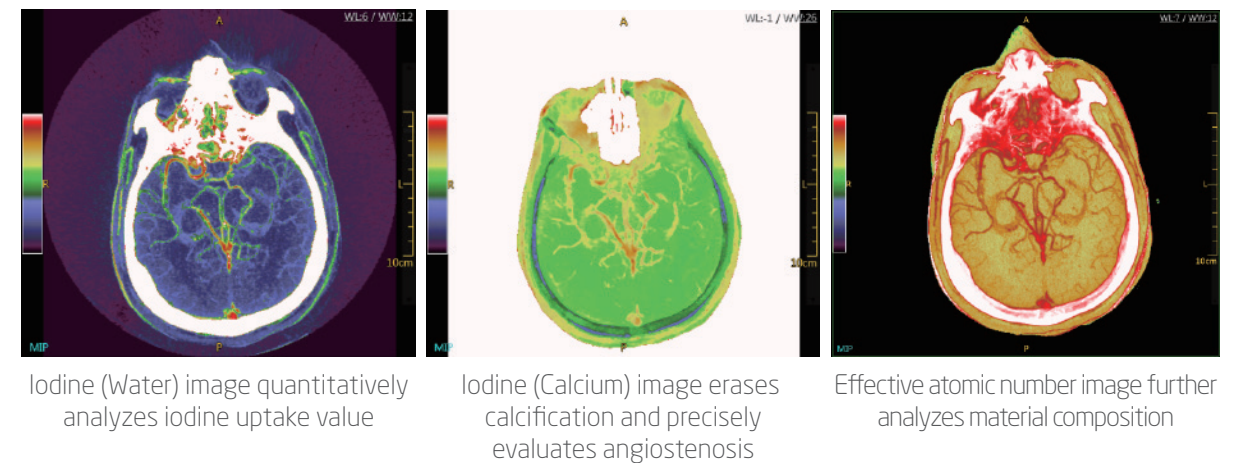 A
WL:6 / WW:12
R
L
10cm
MIP
P
A
WL:-1 / WW:26
R
L
10cm
MIP
P
A
WL:7 / WW:12
R
L
10cm
MIP
P
Iodine (Water) image quantitatively
analyzes iodine uptake value
Iodine (Calcium) image erases
calcification and precisely
evaluates angiostenosis
Effective atomic number image further
analyzes material composition